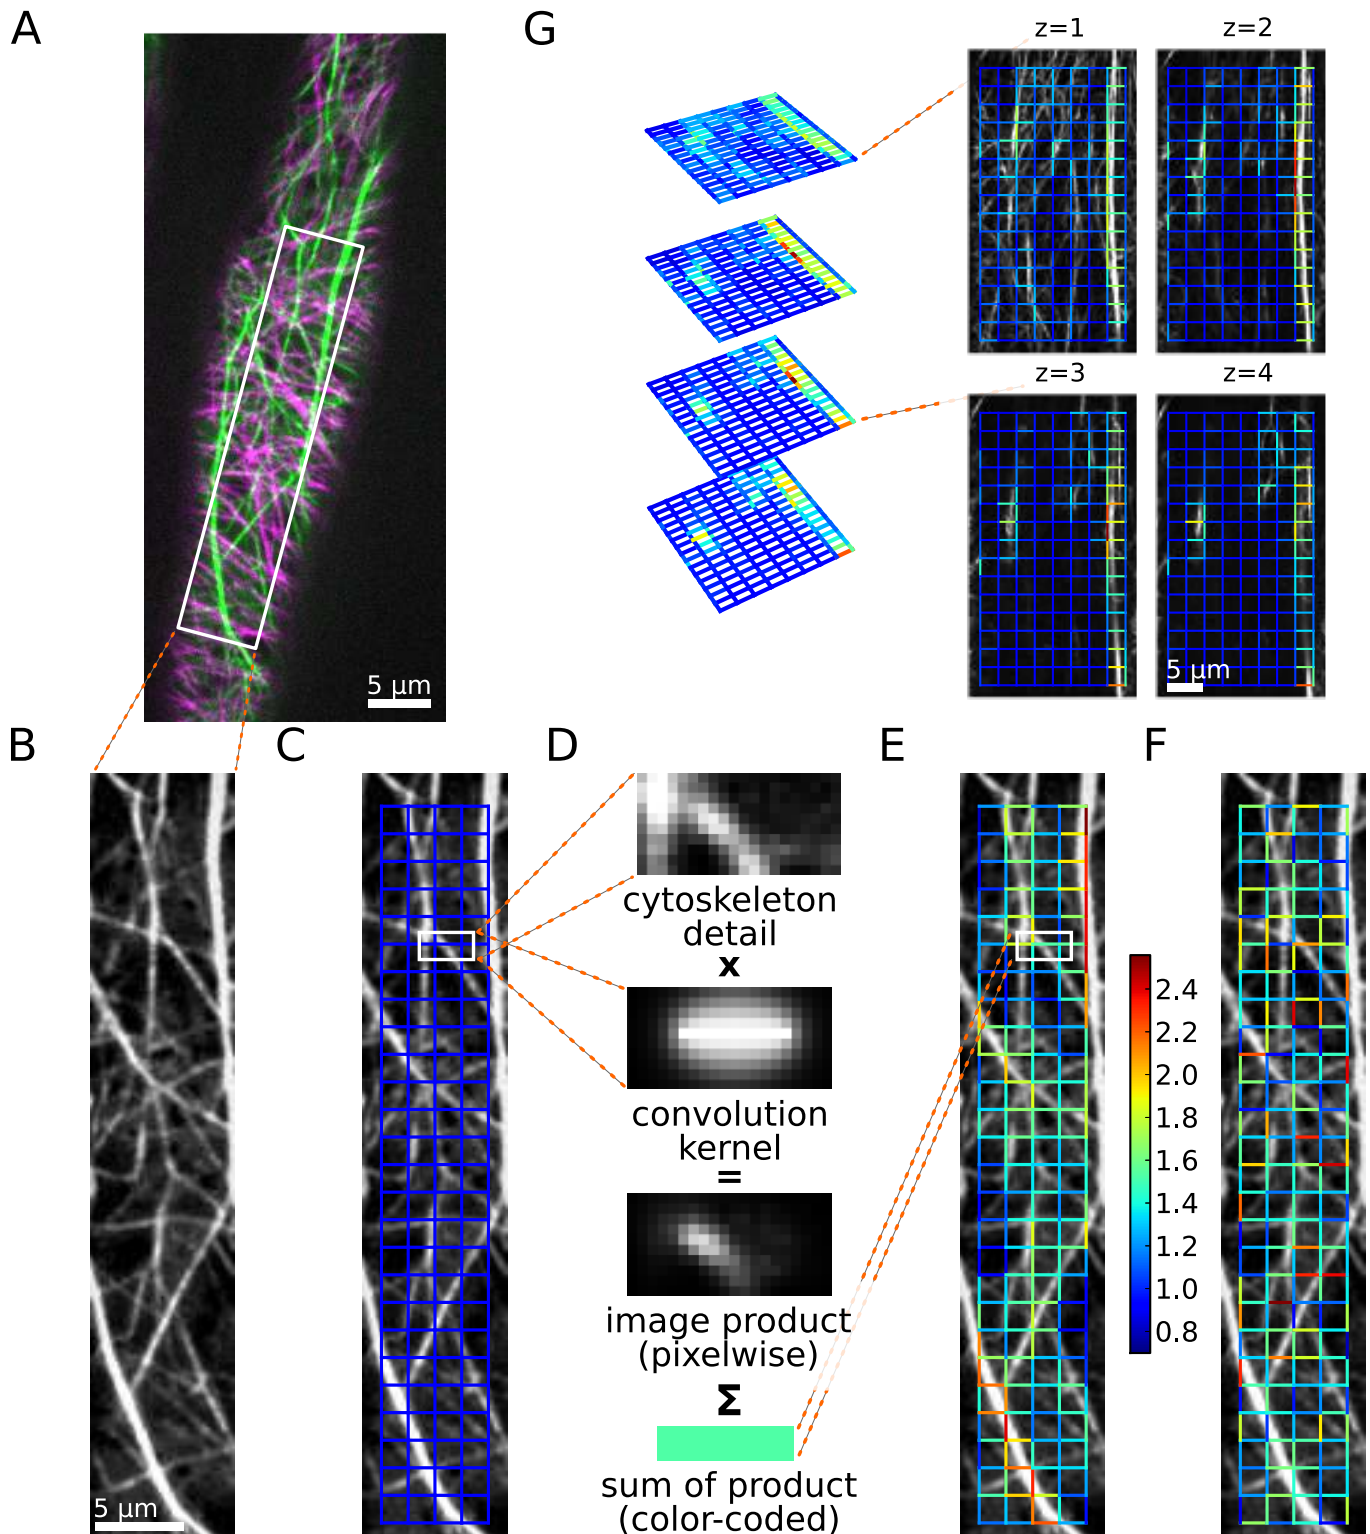 A
G
z=1
z=2
z=3
z=4
5 μm
5 μm
B
C
D
E
F
cytoskeleton
detail
x
convolution
kernel
=
image product
(pixelwise)
Σ
sum of product
(color-coded)
2.4
2.2
2.0
1.8
1.6
1.4
1.2
1.0
0.8
5 μm